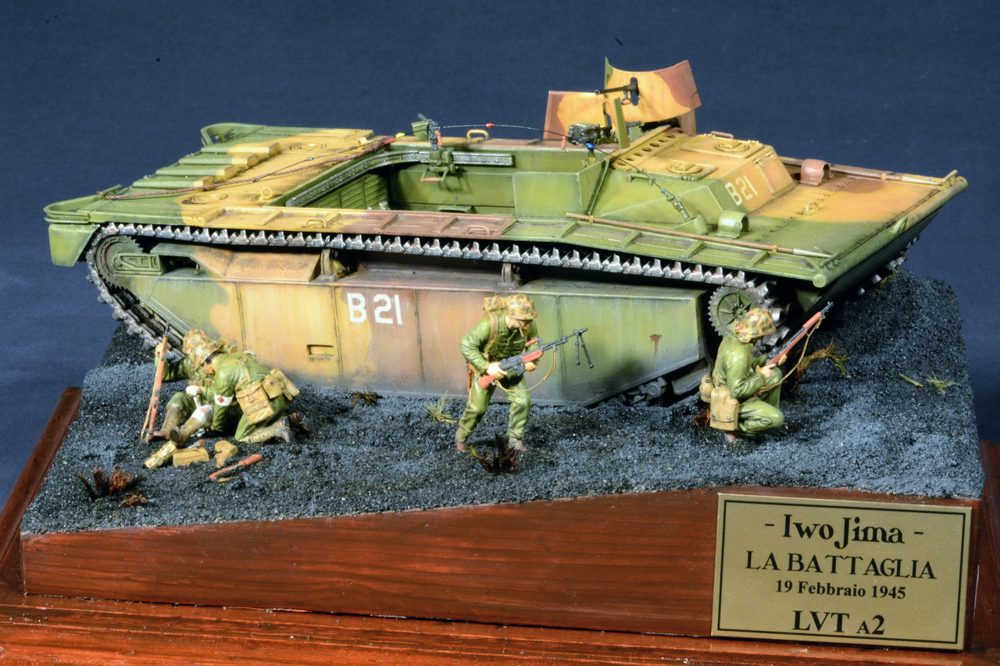 B21
B 21
- Iwo Jima -
LA BATTAGLIA
19 Febbraio 1945
LVT A2